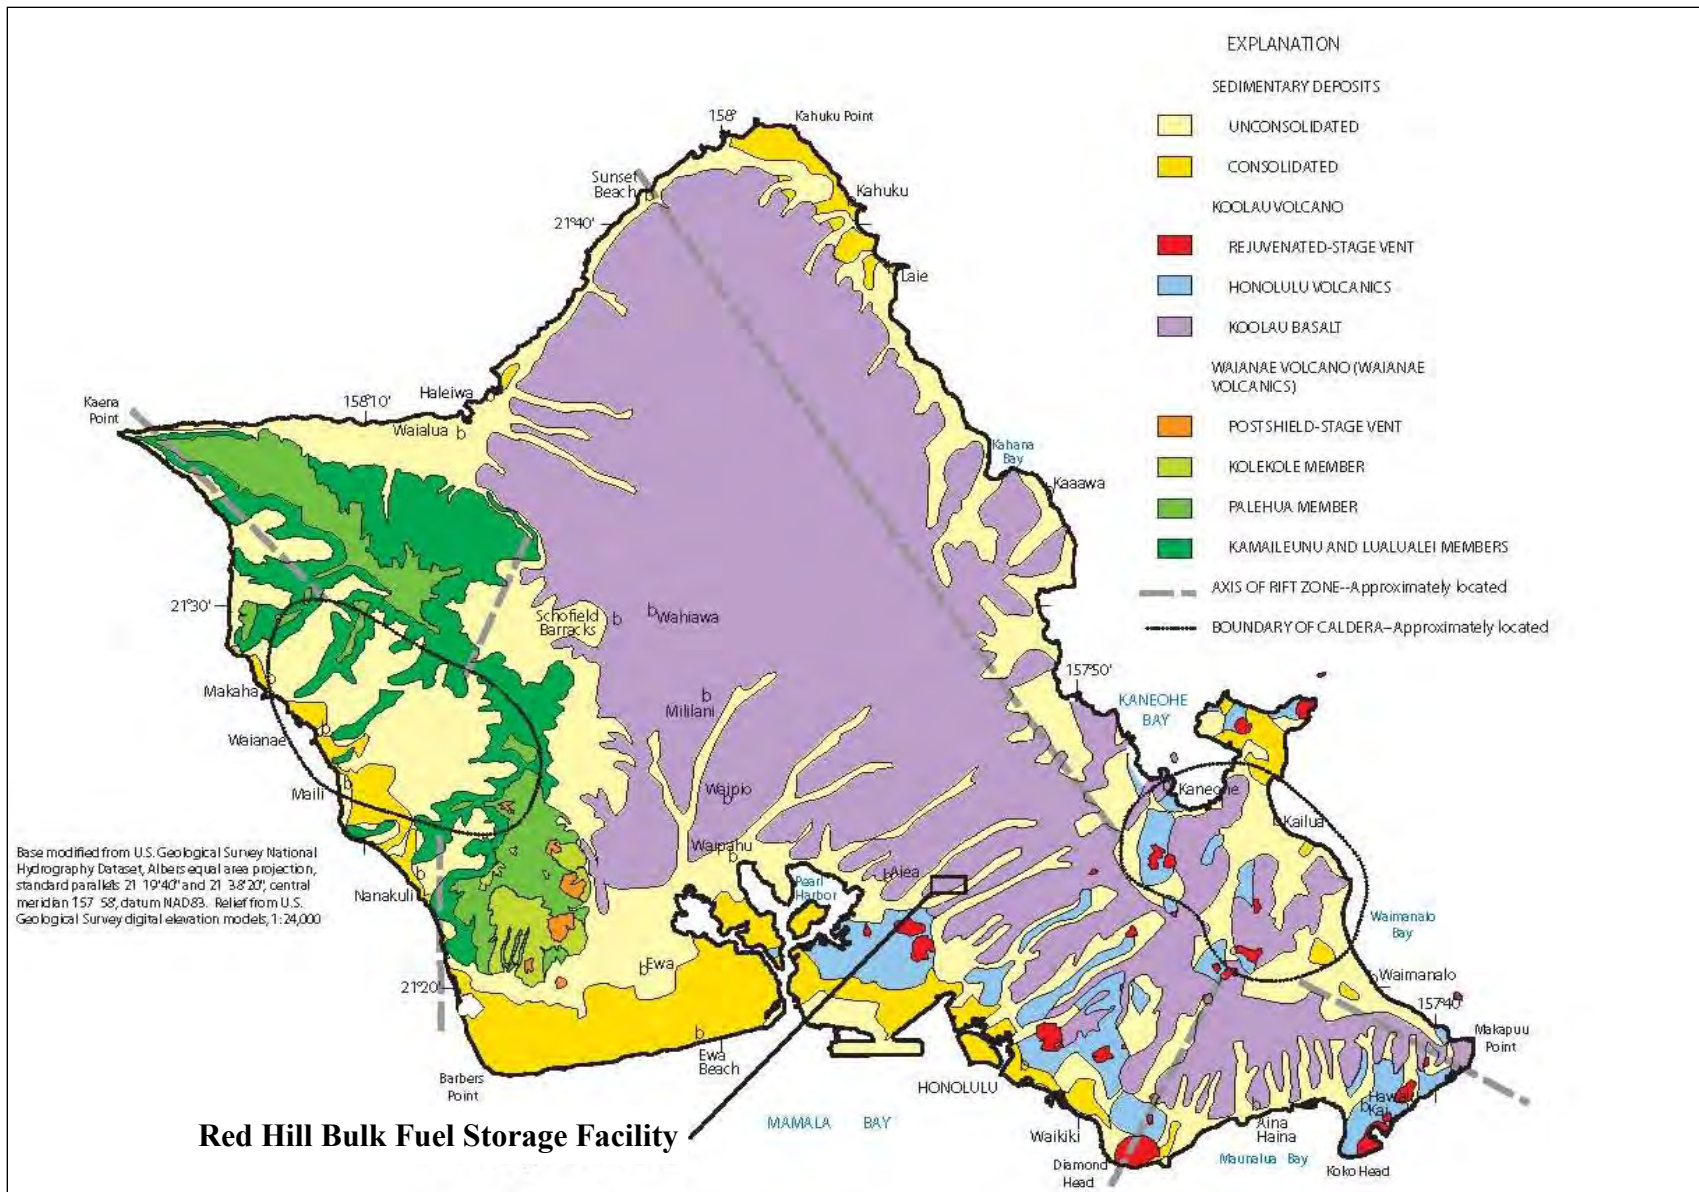 EXPLANATION
SEDIMENTARY DEPOSITS
UNCONSOLIDATED
CONSOLIDATED
KOOLAU VOLCANO
REJUVENATED-STAGE VENT
HONOLULU VOLCANICS
KOOLAU BASALT
WAIANAE VOLCANO (WAIANAE
VOLCANICS)
POSTSHIELD-STAGE VENT
KOLEKOLE MEMBER
PALEHUA MEMBER
KAMAILEUNU AND LUALUALEI MEMBERS
AXIS OF RIFT ZONE--Approximately located
BOUNDARY OF CALDERA--Approximately located
158°
Kahuku Point
Sunset
Beach
b
Kahuku
21°40'
Laie
Haleiwa
b
Kaena
Point
158°10'
Waialua b
Kahana
Bay
Kaaawa
21°30'
Schofield
Barracks
b
b Wahiawa
157°50'
Makaha
b
b
Mililani
KANEOHE
BAY
Waianae
b
Maili
b
Waipio
b
Kaneohe
Kailua
Waipahu
b
Base modified from U.S. Geological Survey National
Hydrography Dataset, Albers equal area projection,
standard parallels 21 19'40" and 21 38'20", central
meridian 157 58', datum NAD83. Relief from U.S.
Geological Survey digital elevation models, 1:24,000
Nanakuli
b
Pearl
Harbor
Aiea
Waimanalo
Bay
b Ewa
Waimanalo
21°20'
157°40'
b
Ewa
Beach
Makapuu
Point
Barbers
Point
HONOLULU
b
Hawaii
Kai
b
Red Hill Bulk Fuel Storage Facility
MAMALA BAY
Waikiki
b
Aina
Haina
Diamond
Head
Maunalua Bay
Koko Head